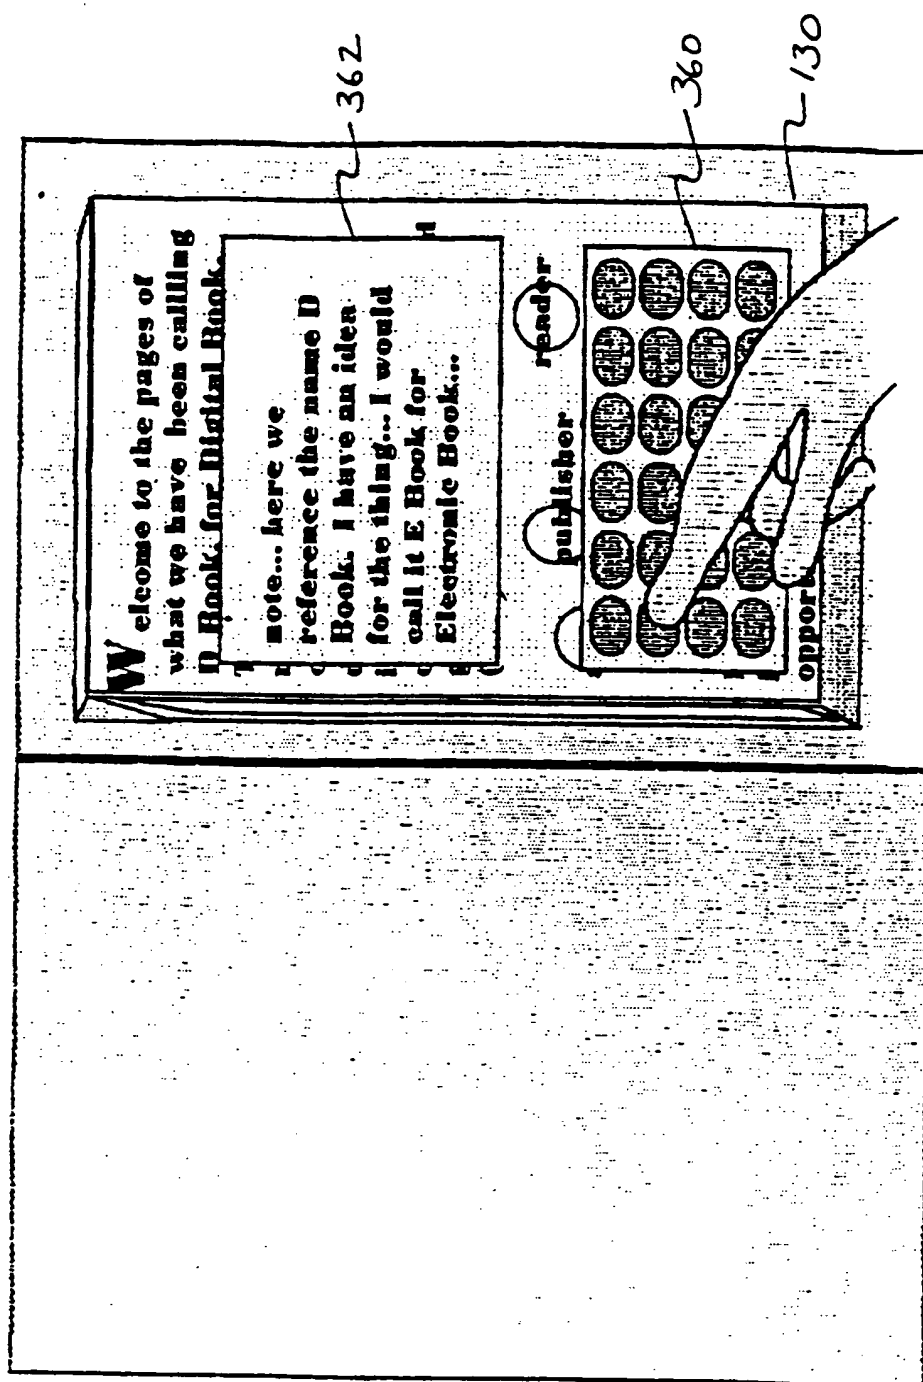 Welcome to the pages of
what we have been callling
D Book, for Digital Book.
note... here we
reference the name D
Book. I have an idea
for the thing... I would
call it E Book for
Electronic Book...
publisher
reader
opport
362
360
130